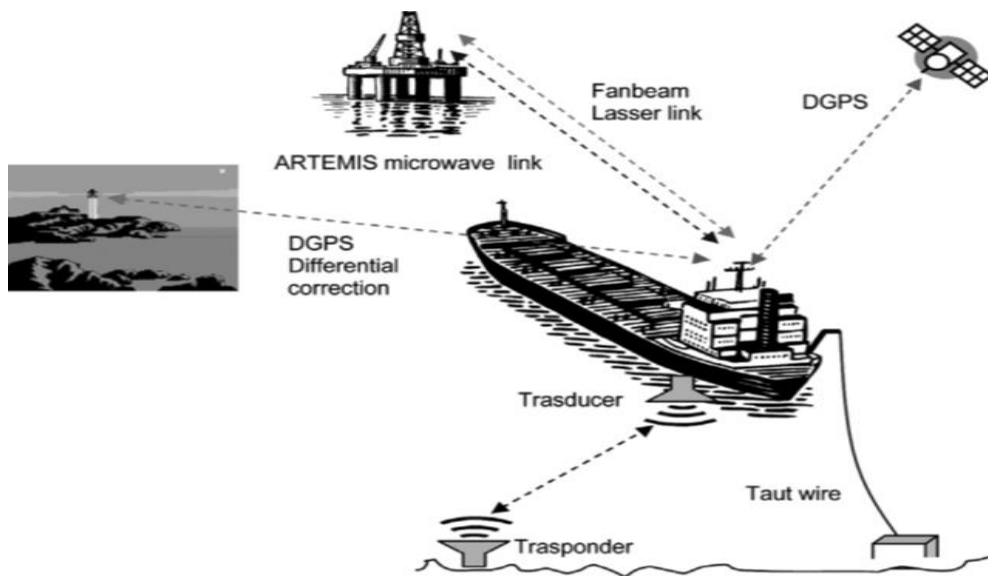 Fanbeam
Lasser link
DGPS
ARTEMIS microwave link
DGPS
Differential
correction
Trasducer
Taut wire
Trasponder